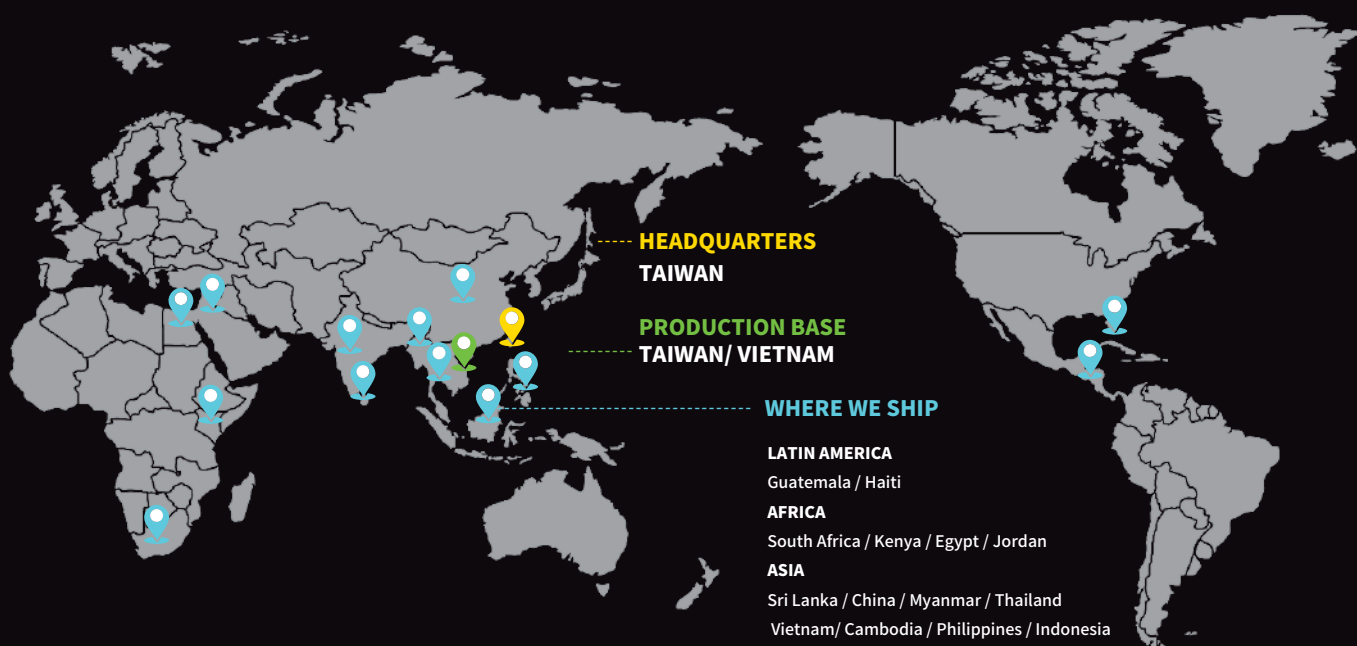 HEADQUARTERS
TAIWAN
PRODUCTION BASE
TAIWAN/ VIETNAM
WHERE WE SHIP
LATIN AMERICA
Guatemala / Haiti
AFRICA
South Africa / Kenya / Egypt / Jordan
ASIA
Sri Lanka / China / Myanmar / Thailand
Vietnam/ Cambodia / Philippines / Indonesia